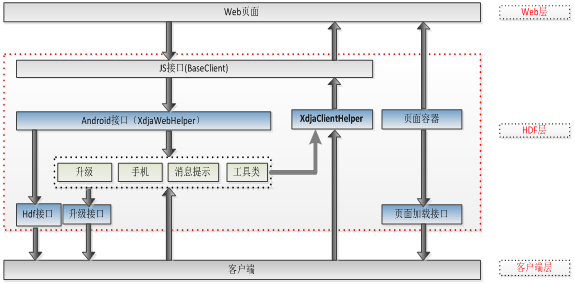 Web页面
Web层
JS接口(BaseClient)
Android接口（XdjaWebHelper）
XdjaClientHelper
页面容器
HDF层
升级
手机
消息提示
工具类
Hdf接口
升级接口
页面加载接口
客户端
客户端层